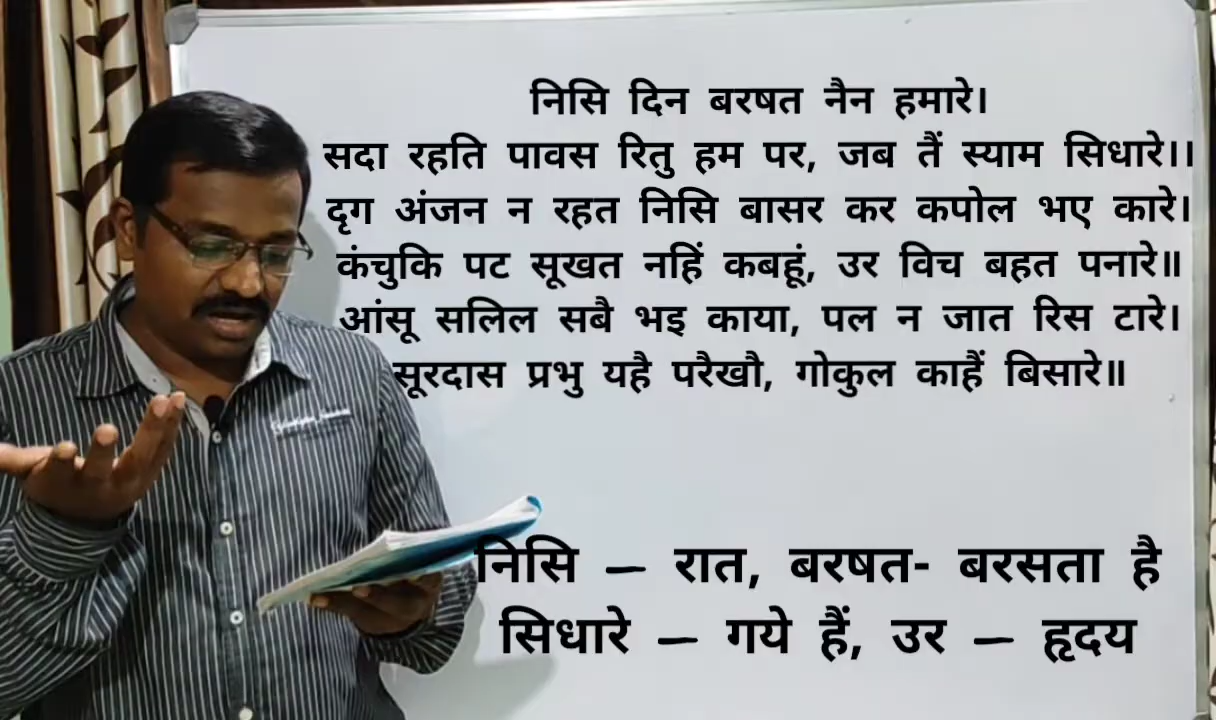 निसि दिन बरषत नैन हमारे।
सदा रहति पावस रितु हम पर, जब तैं स्याम सिधारे।।
दृग अंजन न रहत निसि बासर कर कपोल भए कारे।
कंचुकि पट सूखत नहिं कबहूं, उर विच बहत पनारे॥
आंसू सलिल सबै भइ काया, पल न जात रिस टारे।
सूरदास प्रभु यहै परैखौ, गोकुल काहैं बिसारे॥
निसि – रात, बरषत- बरसता है
सिधारे – गये हैं, उर – हृदय